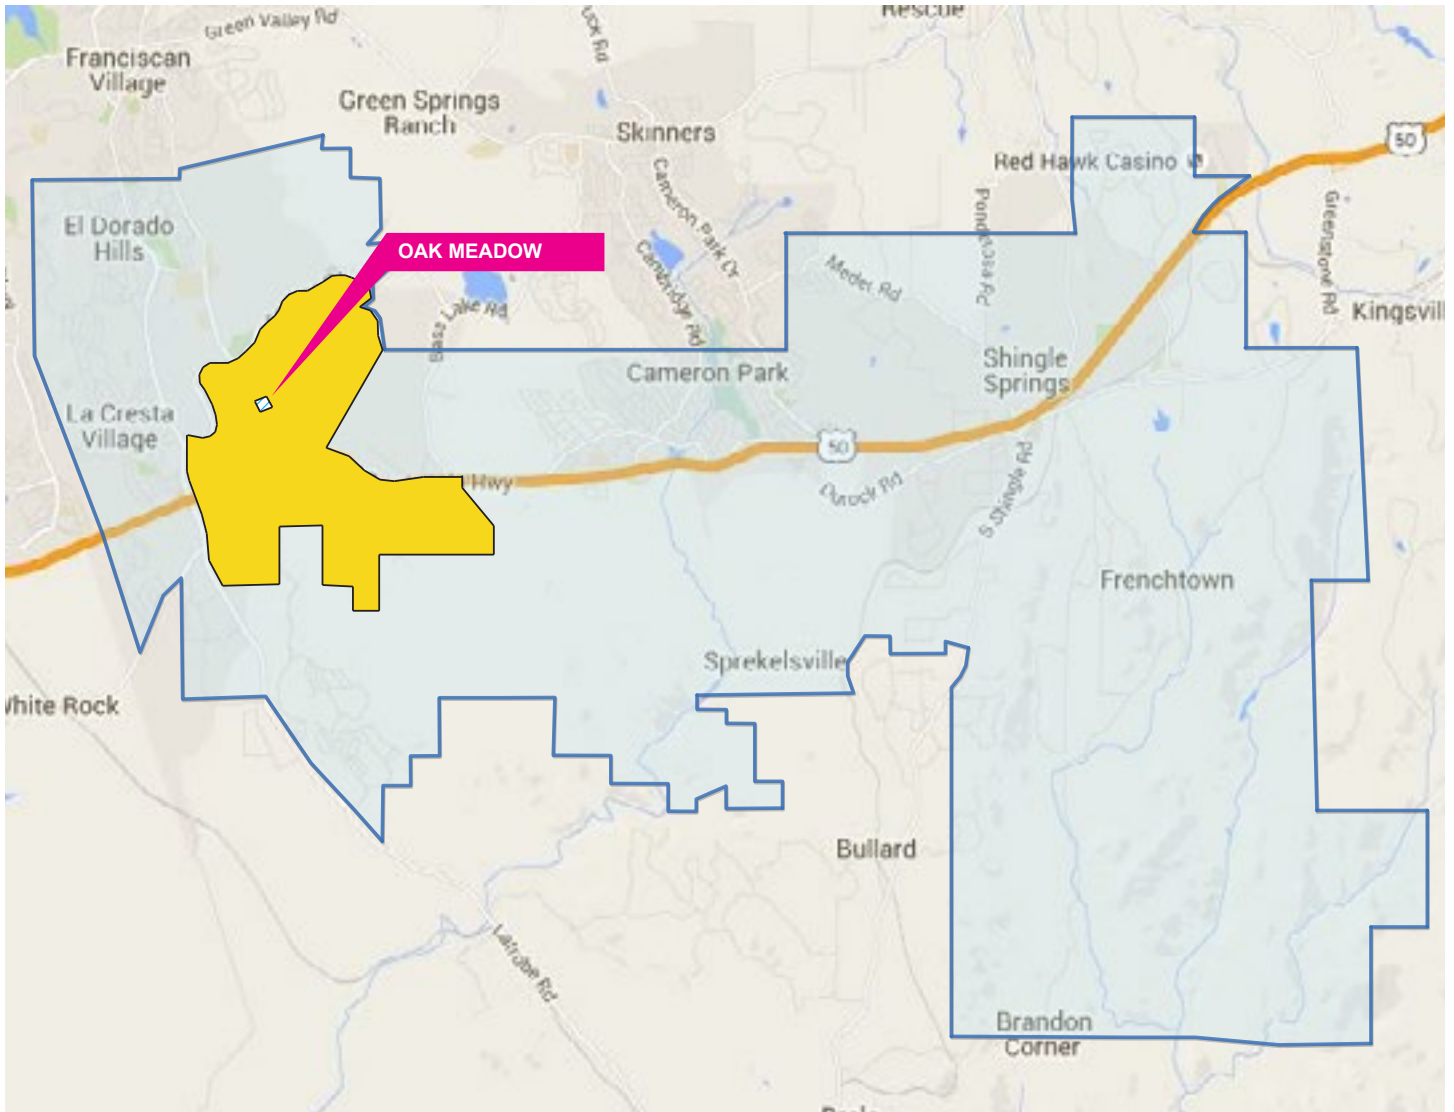 Rescue
Green Valley Rd
Franciscan
Village
Green Springs
Ranch
Skinners
50
Red Hawk Casino
Cameron Park Dr
Greenstone Rd
El Dorado
Hills
OAK MEADOW
Cambridge Rd
Meder Rd
Ponderosa Rd
Bass Lake Rd
Shingle
Springs
Cameron Park
La Cresta
Village
50
Hwy
Durock Rd
S Shingle Rd
Frenchtown
Sprekelsville
White Rock
Bullard
Latrobe Rd
Brandon
Corner